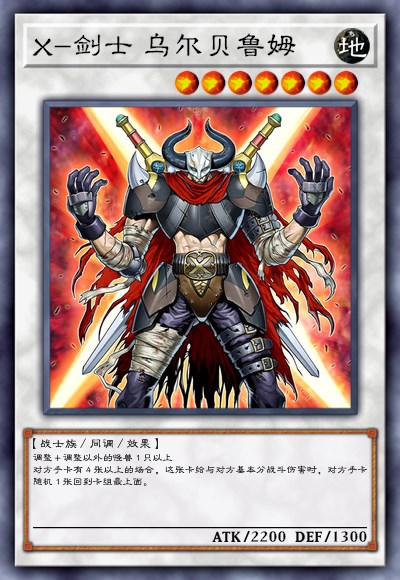 X-剑士 乌尔贝鲁姆
地
【战士族/同调/效果】
调整+调整以外的怪兽1只以上
对方手卡有4张以上的场合，这张卡给与对方基本分战斗伤害时，对方手卡
随机1张回到卡组最上面。
ATK/2200 DEF/1300